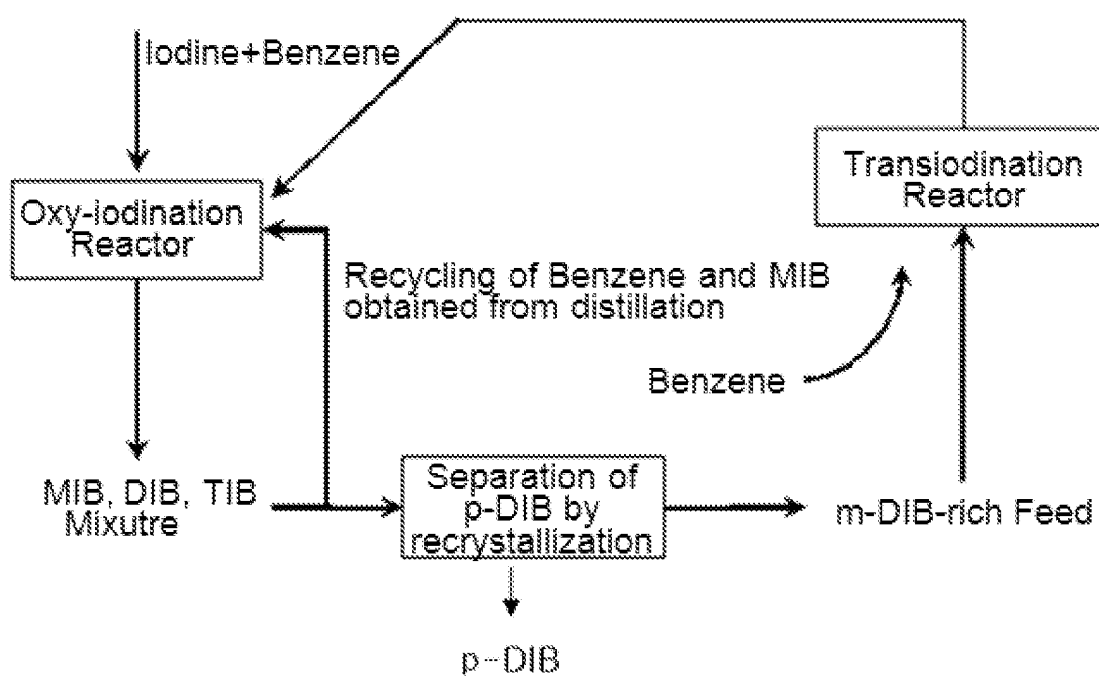 Iodine+Benzene
Oxy-iodination
Reactor
Transiodination
Reactor
Recycling of Benzene and MIB
obtained from distillation
Benzene
MIB, DIB, TIB
Mixutre
Separation of
p-DIB by
recrystallization
m-DIB-rich Feed
p-DIB